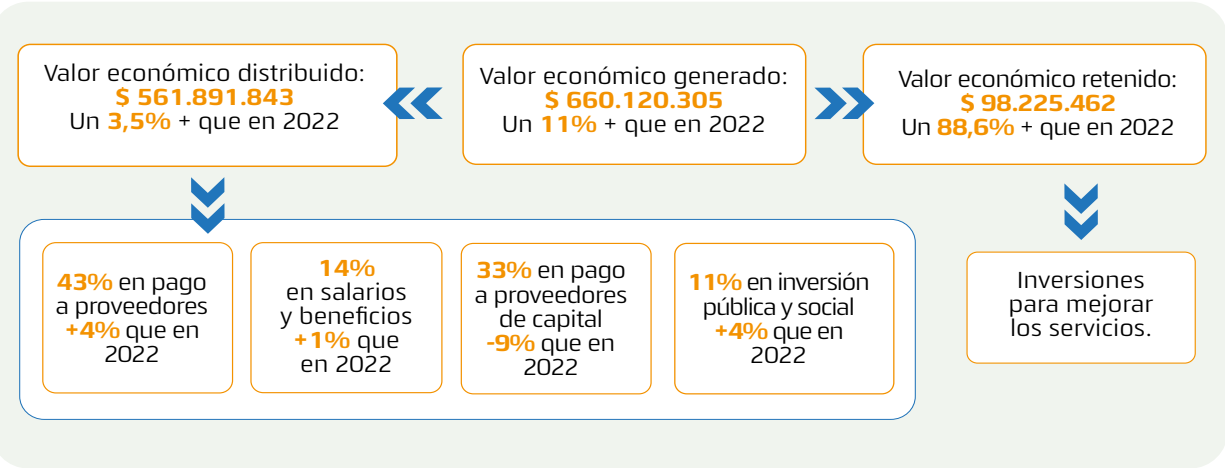 Valor económico distribuido:
$ 561.891.843
Un 3,5% + que en 2022
Valor económico generado:
$ 660.120.305
Un 11% + que en 2022
Valor económico retenido:
$ 98.225.462
Un 88,6% + que en 2022
43% en pago
a proveedores
+4% que en
2022
14%
en salarios
y beneficios
+1% que
en 2022
33% en pago
a proveedores
de capital
-9% que en
2022
11% en inversión
pública y social
+4% que en
2022
Inversiones
para mejorar
los servicios.